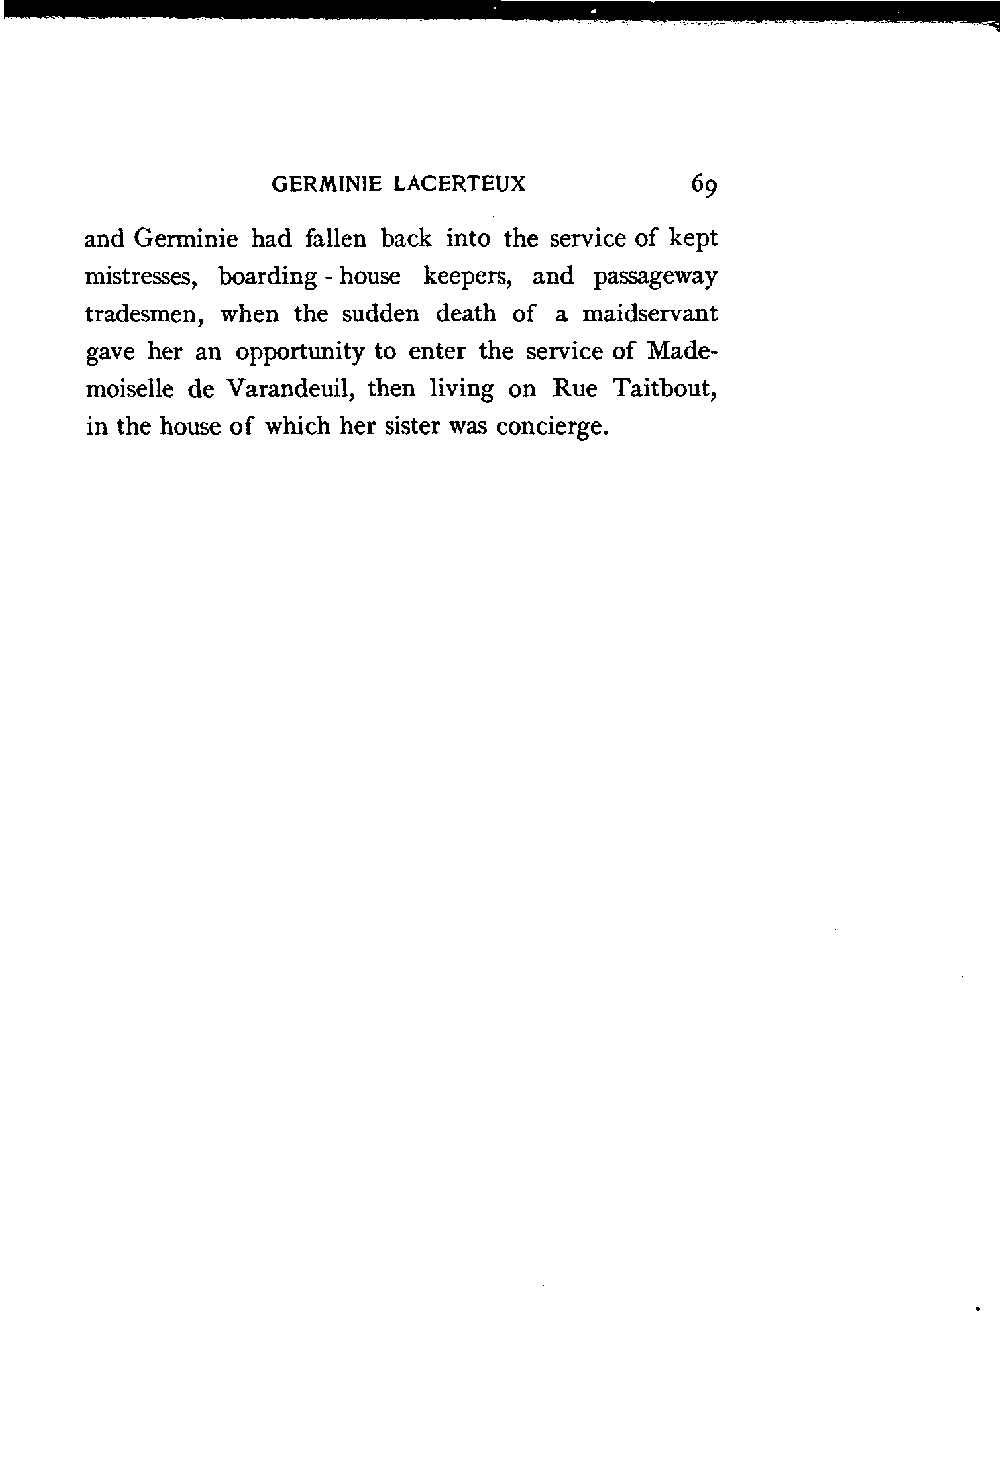 GERMINIE LACERTEUX 69
and Germinie had fallen back into the service of kept
mistresses, boarding-house keepers, and passageway
tradesmen, when the sudden death of a maidservant
gave her an opportunity to enter the service of Made-
moiselle de Varandeuil, then living on Rue Taitbout,
in the house of which her sister was concierge.